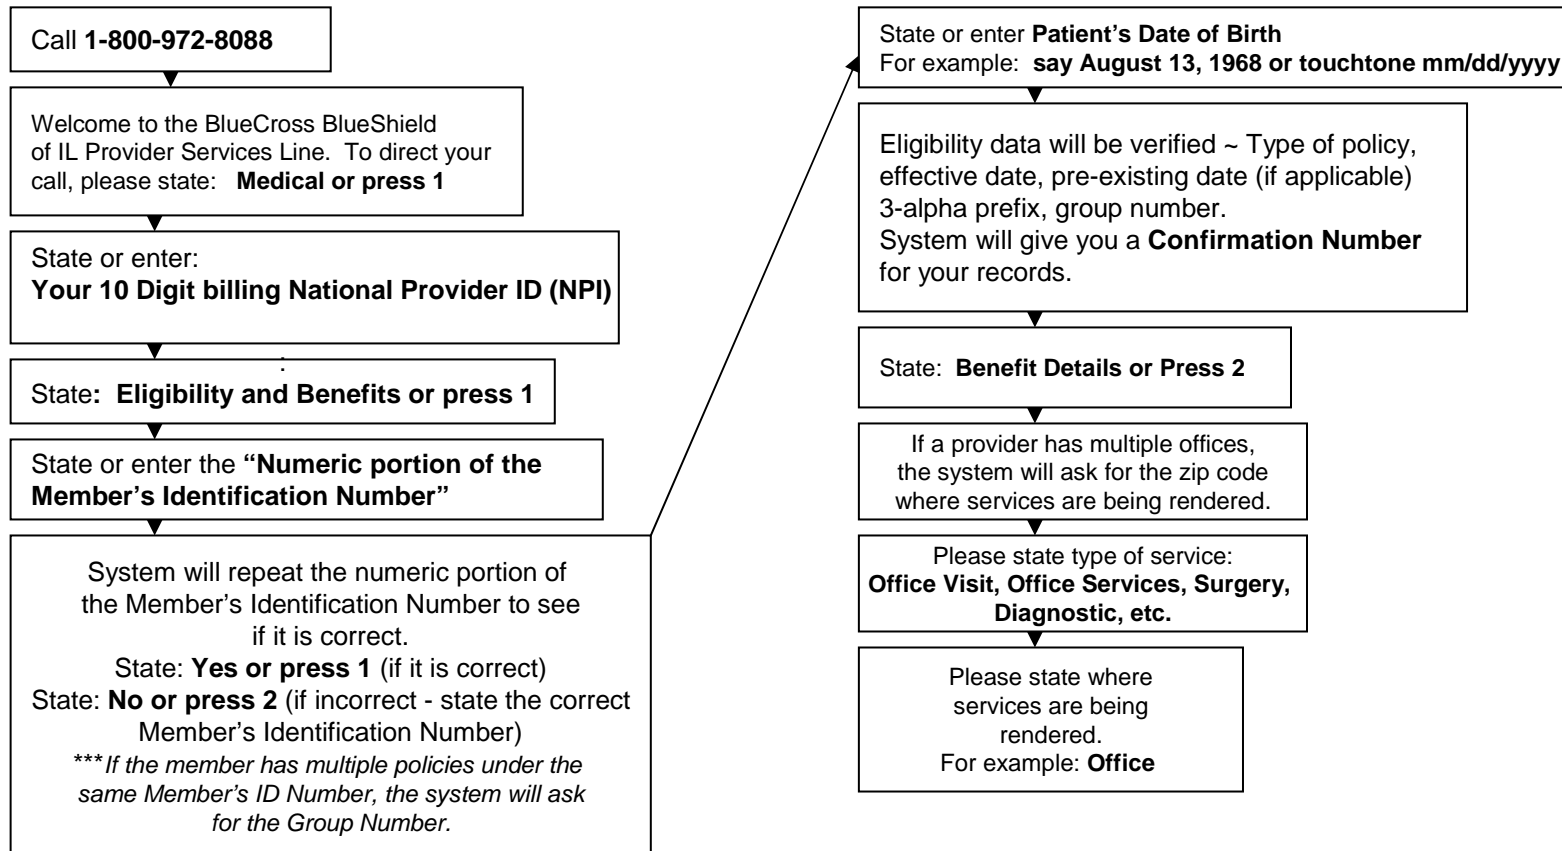 Call 1-800-972-8088
Welcome to the BlueCross BlueShield
of IL Provider Services Line. To direct your
call, please state: Medical or press 1
State or enter:
Your 10 Digit billing National Provider ID (NPI)
:
State: Eligibility and Benefits or press 1
State or enter the “Numeric portion of the
Member’s Identification Number”
System will repeat the numeric portion of
the Member’s Identification Number to see
if it is correct.
State: Yes or press 1 (if it is correct)
State: No or press 2 (if incorrect - state the correct
Member’s Identification Number)
***If the member has multiple policies under the
same Member’s ID Number, the system will ask
for the Group Number.
State or enter Patient’s Date of Birth
For example: say August 13, 1968 or touchtone mm/dd/yyyy
Eligibility data will be verified ~ Type of policy,
effective date, pre-existing date (if applicable)
3-alpha prefix, group number.
System will give you a Confirmation Number
for your records.
State: Benefit Details or Press 2
If a provider has multiple offices,
the system will ask for the zip code
where services are being rendered.
Please state type of service:
Office Visit, Office Services, Surgery,
Diagnostic, etc.
Please state where
services are being
rendered.
For example: Office